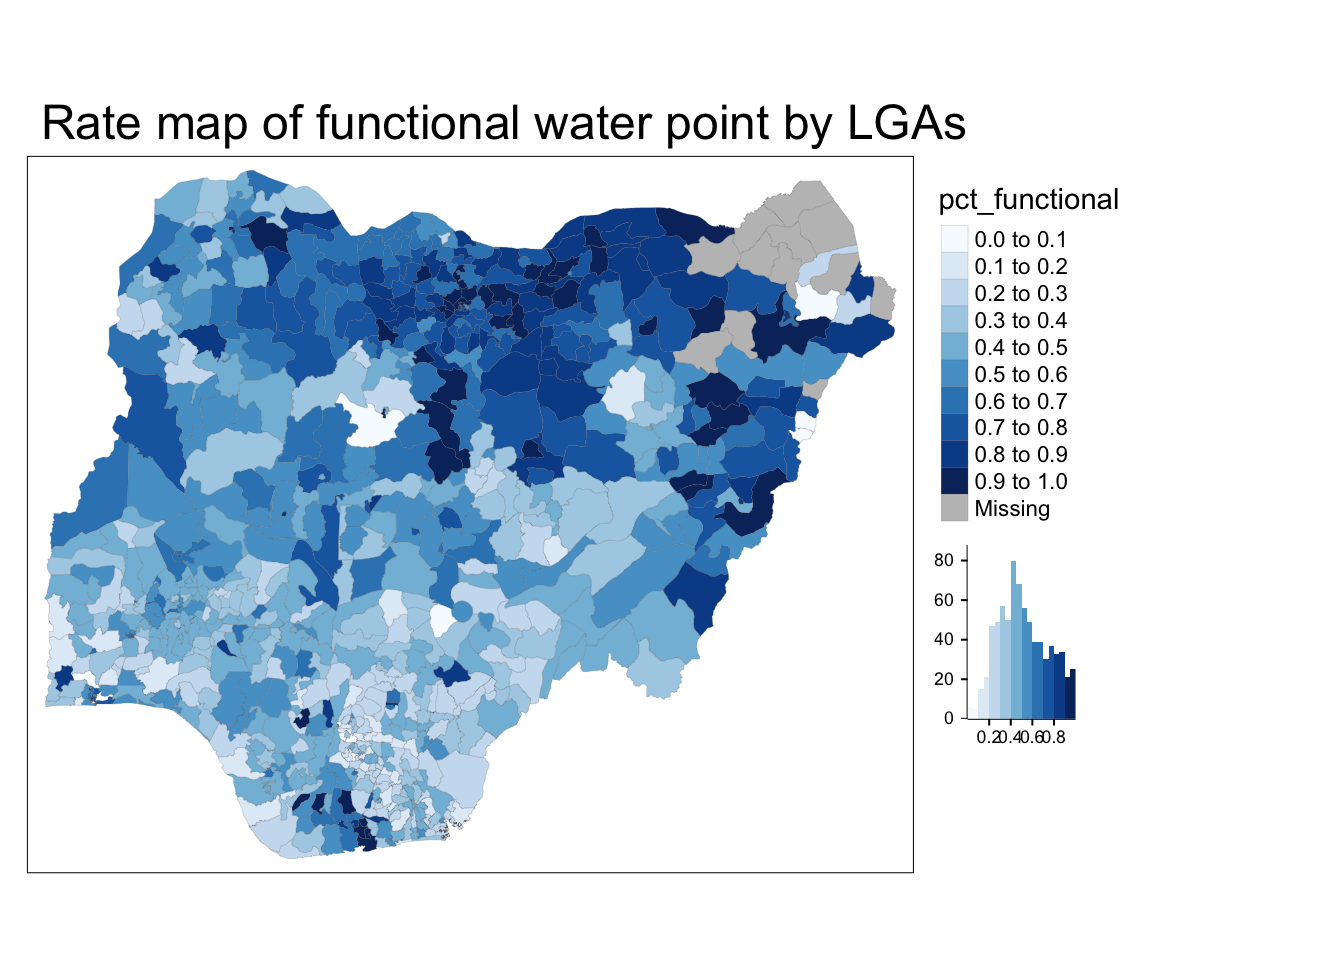 Rate map of functional water point by LGAs
pct_functional
0.0 to 0.1
0.1 to 0.2
0.2 to 0.3
0.3 to 0.4
0.4 to 0.5
0.5 to 0.6
0.6 to 0.7
0.7 to 0.8
0.8 to 0.9
0.9 to 1.0
Missing
80
60
40
20
0
0.2 0.4 0.6 0.8